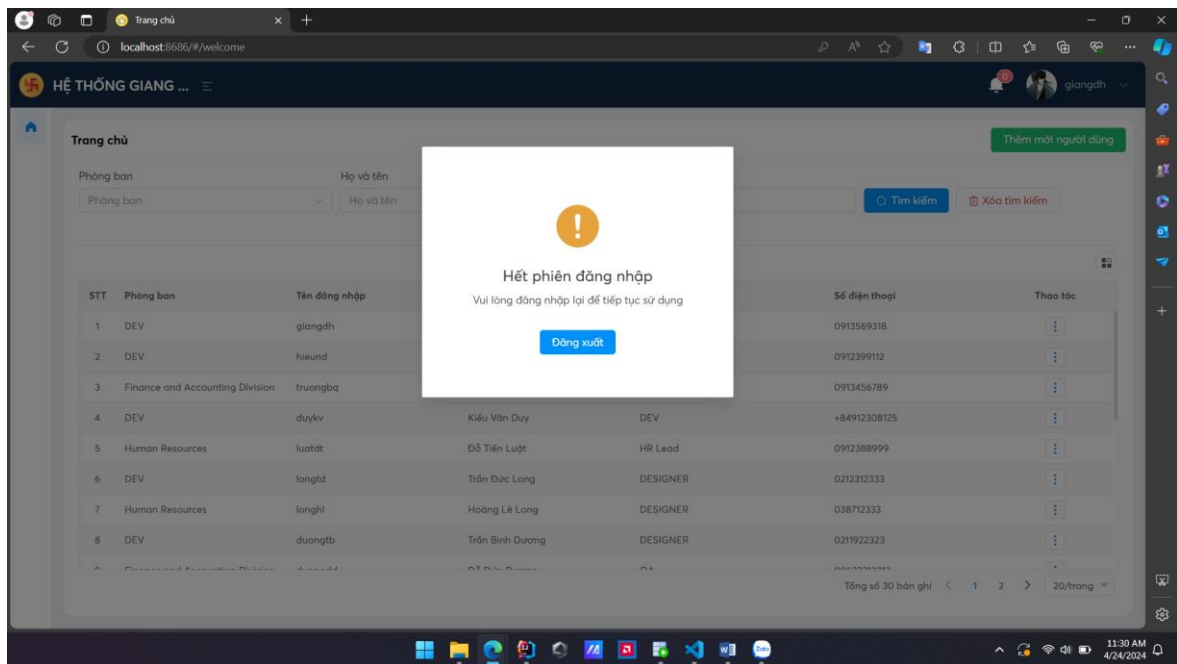 Trang chủ
localhost:8686/#/welcome
HỆ THỐNG GIANG ...
0
giangdh
Trang chủ
Thêm mới người dùng
Phòng ban
Họ và tên
Phòng ban
Họ và tên
Tìm kiếm
Xóa tìm kiếm
Hết phiên đăng nhập
Vui lòng đăng nhập lại để tiếp tục sử dụng
Đăng xuất
STT Phòng ban Tên đăng nhập Số điện thoại Thao tác
1 DEV giangdh 0913569318
2 DEV hieund 0912399112
3 Finance and Accounting Division truongbq 0913456789
4 DEV duykv Kiều Văn Duy DEV +84912308125
5 Human Resources luatdt Đỗ Tiến Luật HR Lead 0912388999
6 DEV longtd Trần Đức Long DESIGNER 0212312333
7 Human Resources longhl Hoàng Lê Long DESIGNER 038712333
8 DEV duongtb Trần Bình Dương DESIGNER 0211922323
Tổng số 30 bản ghi < 1 2 > 20/trang
Zalo
11:30 AM
4/24/2024